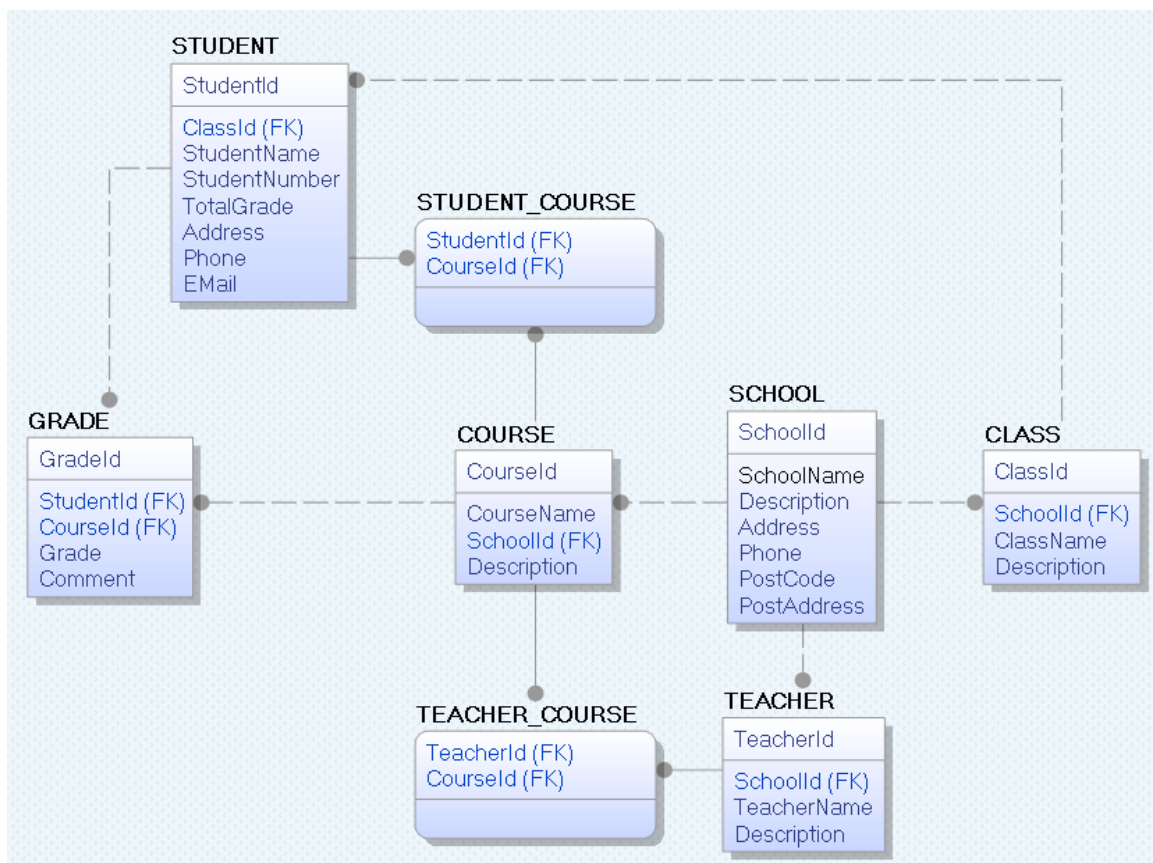 STUDENT
StudentId
ClassId (FK)
StudentName
StudentNumber
TotalGrade
Address
Phone
EMail
STUDENT_COURSE
StudentId (FK)
CourseId (FK)
GRADE
GradeId
StudentId (FK)
CourseId (FK)
Grade
Comment
COURSE
CourseId
CourseName
SchoolId (FK)
Description
SCHOOL
SchoolId
SchoolName
Description
Address
Phone
PostCode
PostAddress
CLASS
ClassId
SchoolId (FK)
ClassName
Description
TEACHER_COURSE
TeacherId (FK)
CourseId (FK)
TEACHER
TeacherId
SchoolId (FK)
TeacherName
Description